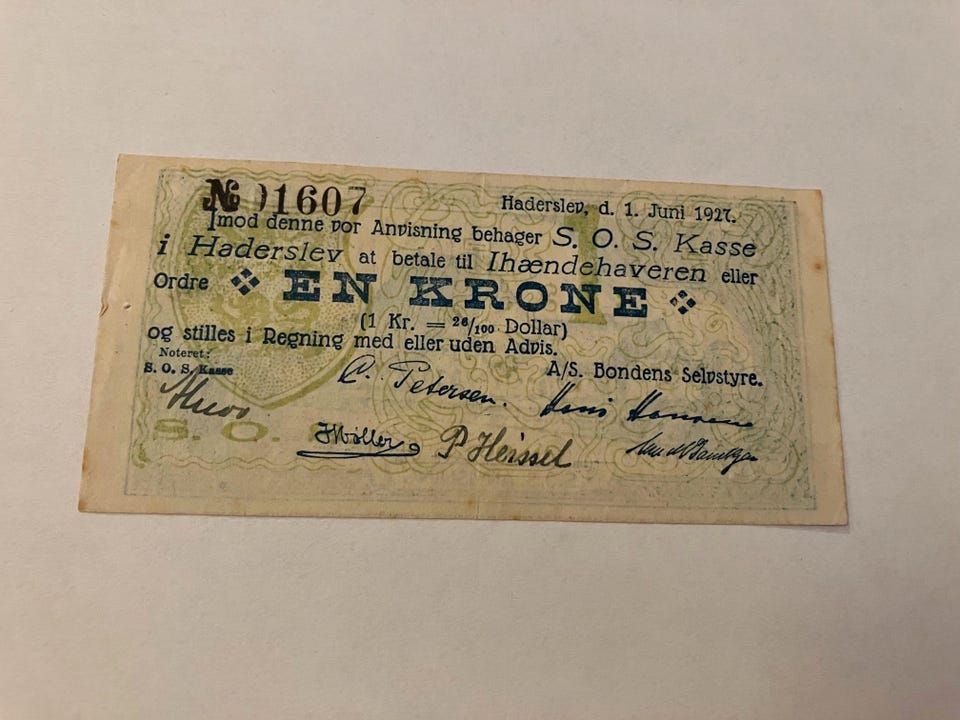 № 01607
Haderslev, d. 1. Juni 1927.
Imod denne vor Anvisning behager S. O. S. Kasse
i Haderslev at betale til Ihændehaveren eller
Ordre EN KRONE
(1 Kr. = 26/100 Dollar)
og stilles i Regning med eller uden Advis.
Noteret:
S. O. S. Kasse
A/S. Bondens Selvstyre.
C. Petersen.
S. O.
HMöller
P Heissel